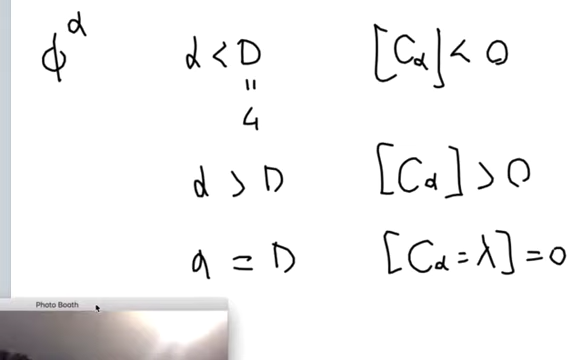 ϕ^α α < D [C_α] < 0
=
4
α > D [C_α] > 0
α = D [C_α = λ] = 0
Photo Booth